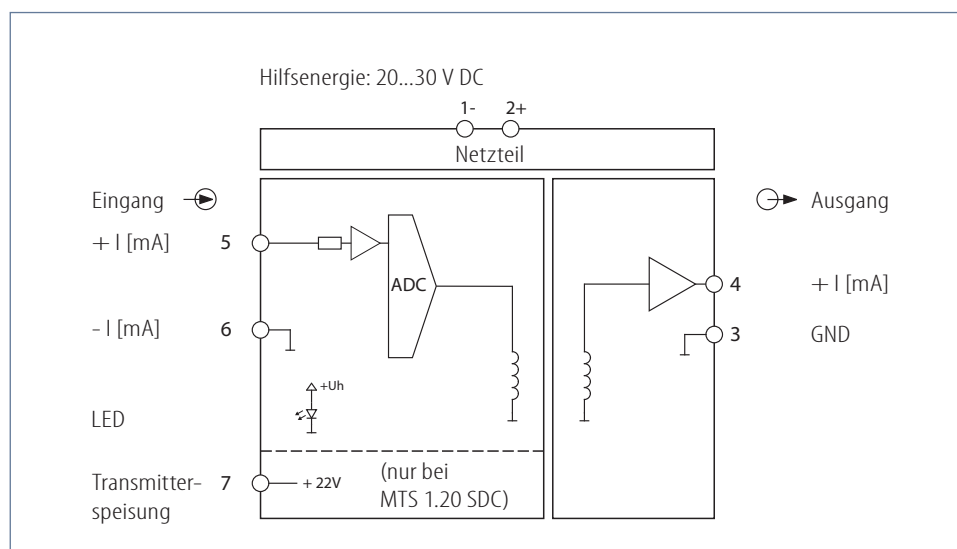 Hilfsenergie: 20...30 V DC
1- 2+
Netzteil
Eingang
Ausgang
+ I [mA] 5
ADC
4 + I [mA]
- I [mA] 6
3 GND
+Uh
LED
Transmitter-
speisung
7
+ 22V
(nur bei
MTS 1.20 SDC)